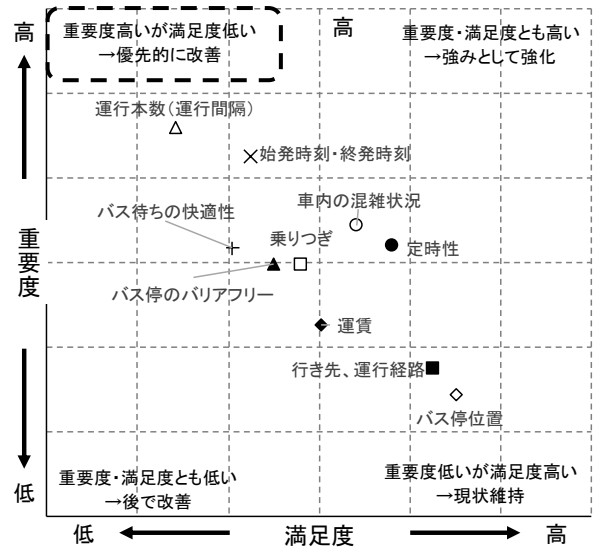 高
重要度高いが満足度低い
→優先的に改善
高
重要度・満足度とも高い
→強みとして強化
運行本数（運行間隔）
始発時刻・終発時刻
車内の混雑状況
バス待ちの快適性
乗りつぎ
定時性
重要度
バス停のバリアフリー
運賃
行き先、運行経路
バス停位置
重要度・満足度とも低い
→後で改善
重要度低いが満足度高い
→現状維持
低
低
満足度
高